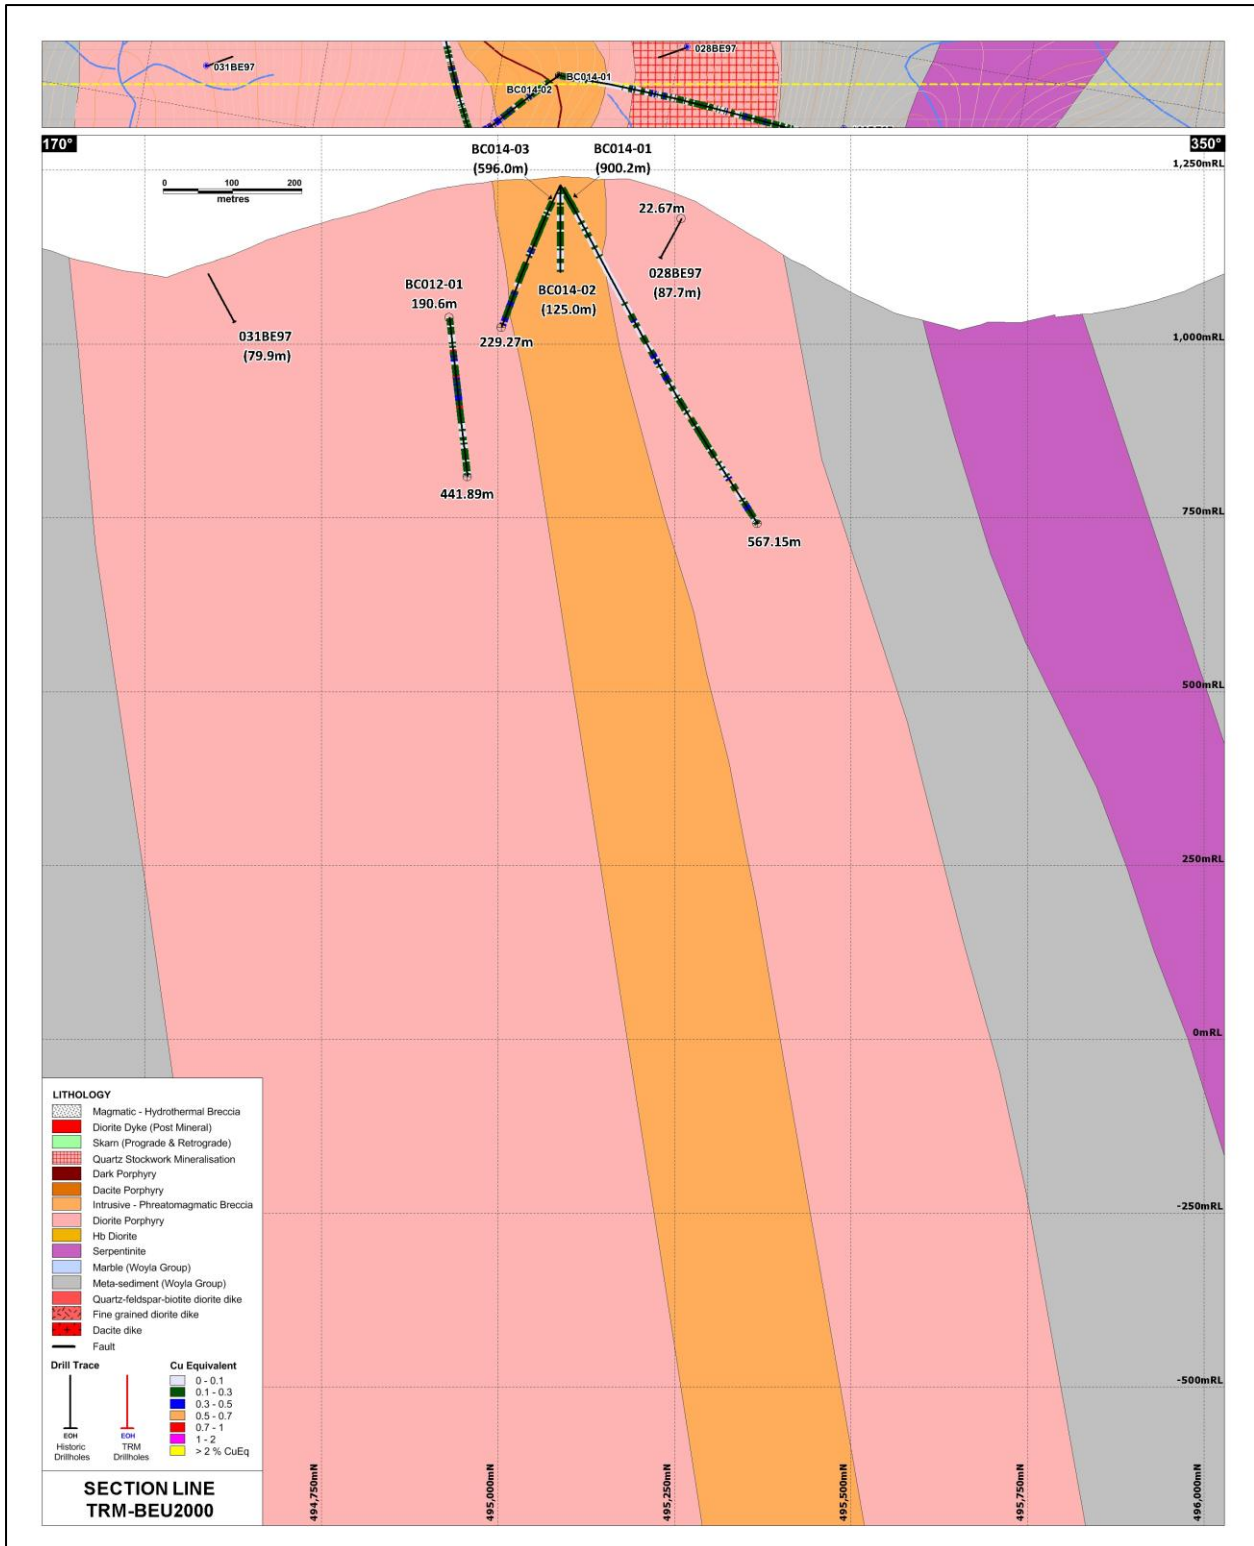 031BE97
028BE97
BC014-01
BC014-02
170°
350°
BC014-03
(596.0m)
BC014-01
(900.2m)
1,250mRL
0 100 200
metres
22.67m
028BE97
(87.7m)
BC012-01
190.6m
BC014-02
(125.0m)
031BE97
(79.9m)
229.27m
1,000mRL
441.89m
750mRL
567.15m
500mRL
250mRL
0mRL
-250mRL
-500mRL
LITHOLOGY
Magmatic - Hydrothermal Breccia
Diorite Dyke (Post Mineral)
Skarn (Prograde & Retrograde)
Quartz Stockwork Mineralisation
Dark Porphyry
Dacite Porphyry
Intrusive - Phreatomagmatic Breccia
Diorite Porphyry
Hb Diorite
Serpentinite
Marble (Woyla Group)
Meta-sediment (Woyla Group)
Quartz-feldspar-biotite diorite dike
Fine grained diorite dike
Dacite dike
Fault
Drill Trace
EOH
Historic
Drillholes
EOH
TRM
Drillholes
Cu Equivalent
0 - 0.1
0.1 - 0.3
0.3 - 0.5
0.5 - 0.7
0.7 - 1
1 - 2
> 2 % CuEq
SECTION LINE
TRM-BEU2000
494,750mN
495,000mN
495,250mN
495,500mN
495,750mN
496,000mN